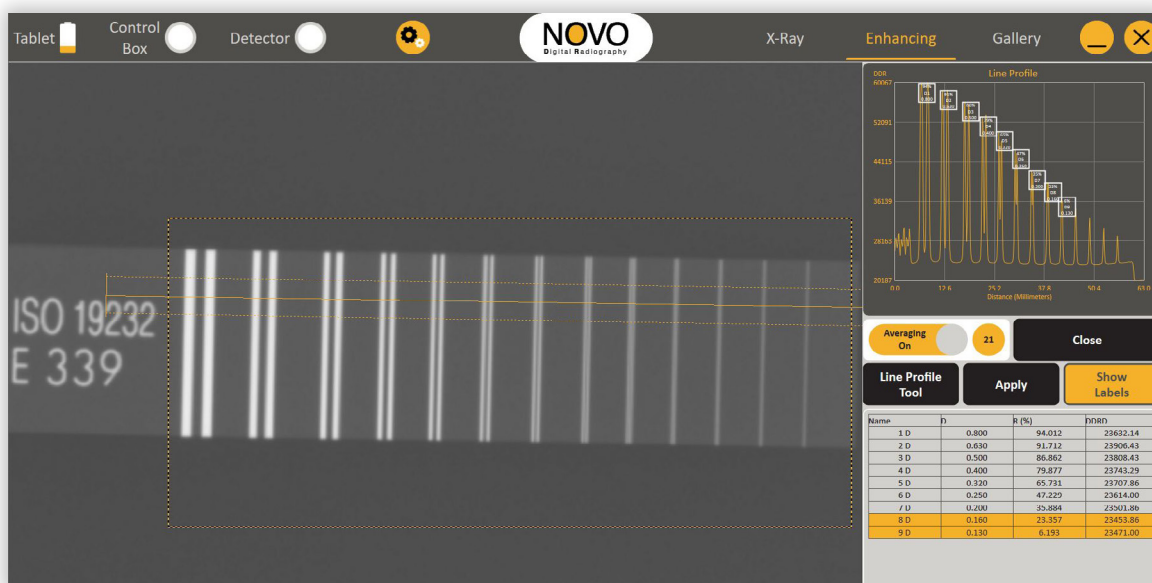 Tablet
Control
Box
Detector
NOVO
Digital Radiography
X-Ray
Enhancing
Gallery
DDR
Line Profile
60067
52091
44115
36139
28163
20187
0.0
12.6
25.2
37.8
50.4
63.0
Distance (Millimeters)
ISO 19232
E 339
Averaging
On
21
Close
Line Profile
Tool
Apply
Show
Labels
Name D R (%) DDRD
1 D 0.800 94.012 23632.14
2 D 0.630 91.712 23906.43
3 D 0.500 86.862 23808.43
4 D 0.400 79.877 23743.29
5 D 0.320 65.731 23707.86
6 D 0.250 47.229 23614.00
7 D 0.200 35.884 23501.86
8 D 0.160 23.357 23453.86
9 D 0.130 6.193 23471.00